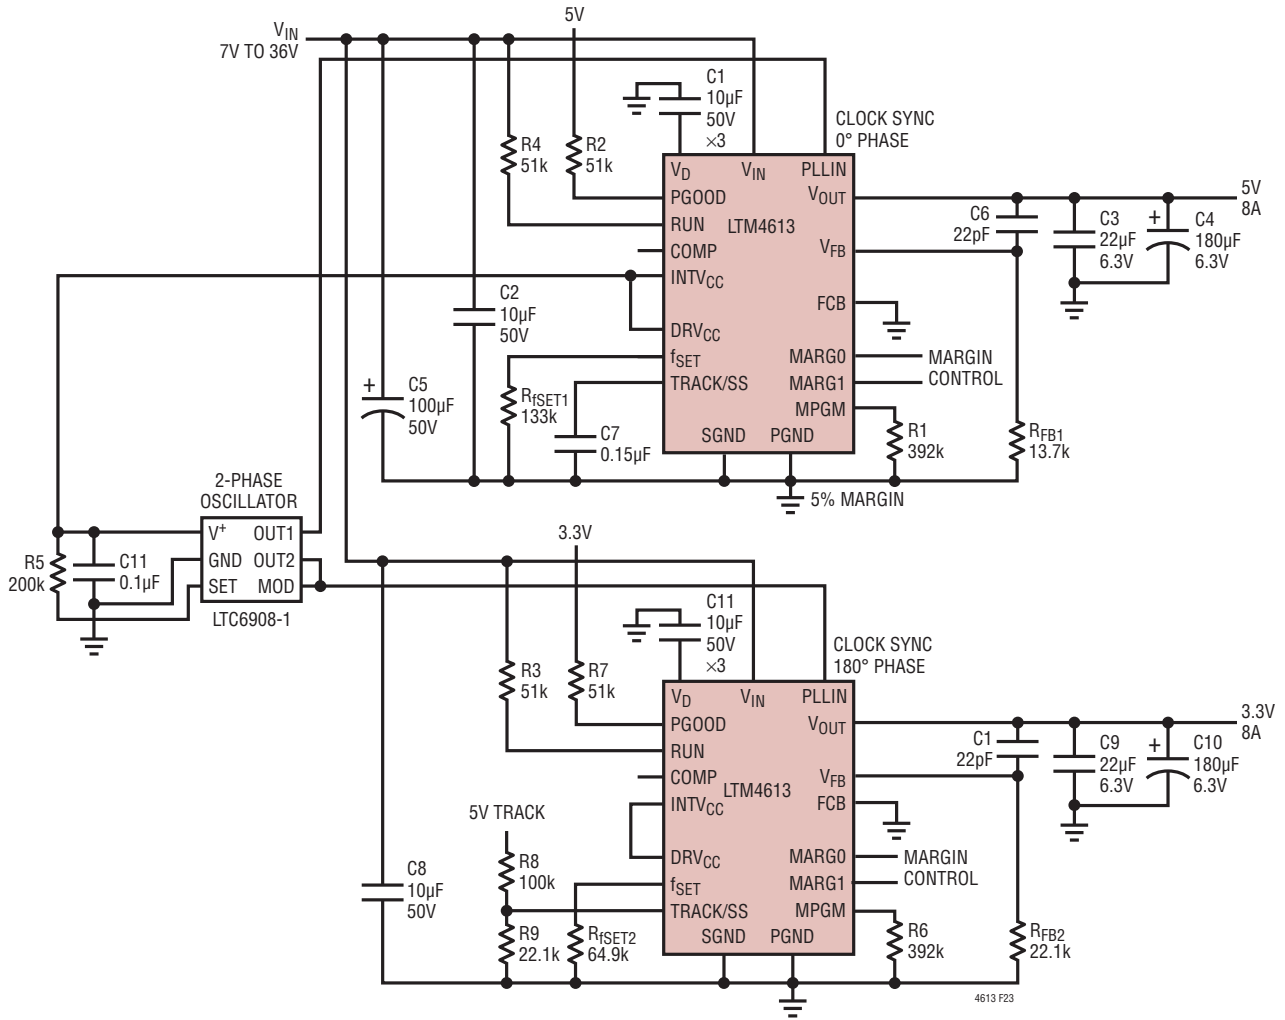 VIN
7V TO 36V
5V
C1
10µF
50V
×3
CLOCK SYNC
0° PHASE
R4
51k
R2
51k
VD
VIN
PLLIN
PGOOD
VOUT
RUN
LTM4613
COMP
VFB
INTVCC
FCB
DRVCC
fSET
MARG0
TRACK/SS
MARG1
MPGM
SGND
PGND
5V
8A
C6
22pF
C3
22µF
6.3V
+
C4
180µF
6.3V
MARGIN
CONTROL
C2
10µF
50V
+
C5
100µF
50V
RfSET1
133k
C7
0.15µF
R1
392k
RFB1
13.7k
5% MARGIN
2-PHASE
OSCILLATOR
V+
OUT1
GND
OUT2
SET
MOD
LTC6908-1
R5
200k
C11
0.1µF
3.3V
C11
10µF
50V
×3
CLOCK SYNC
180° PHASE
R3
51k
R7
51k
VD
VIN
PLLIN
PGOOD
VOUT
RUN
COMP
VFB
LTM4613
INTVCC
FCB
DRVCC
MARG0
fSET
MARG1
TRACK/SS
MPGM
SGND
PGND
3.3V
8A
C1
22pF
C9
22µF
6.3V
+
C10
180µF
6.3V
5V TRACK
MARGIN
CONTROL
C8
10µF
50V
R8
100k
R9
22.1k
RfSET2
64.9k
R6
392k
RFB2
22.1k
4613 F23